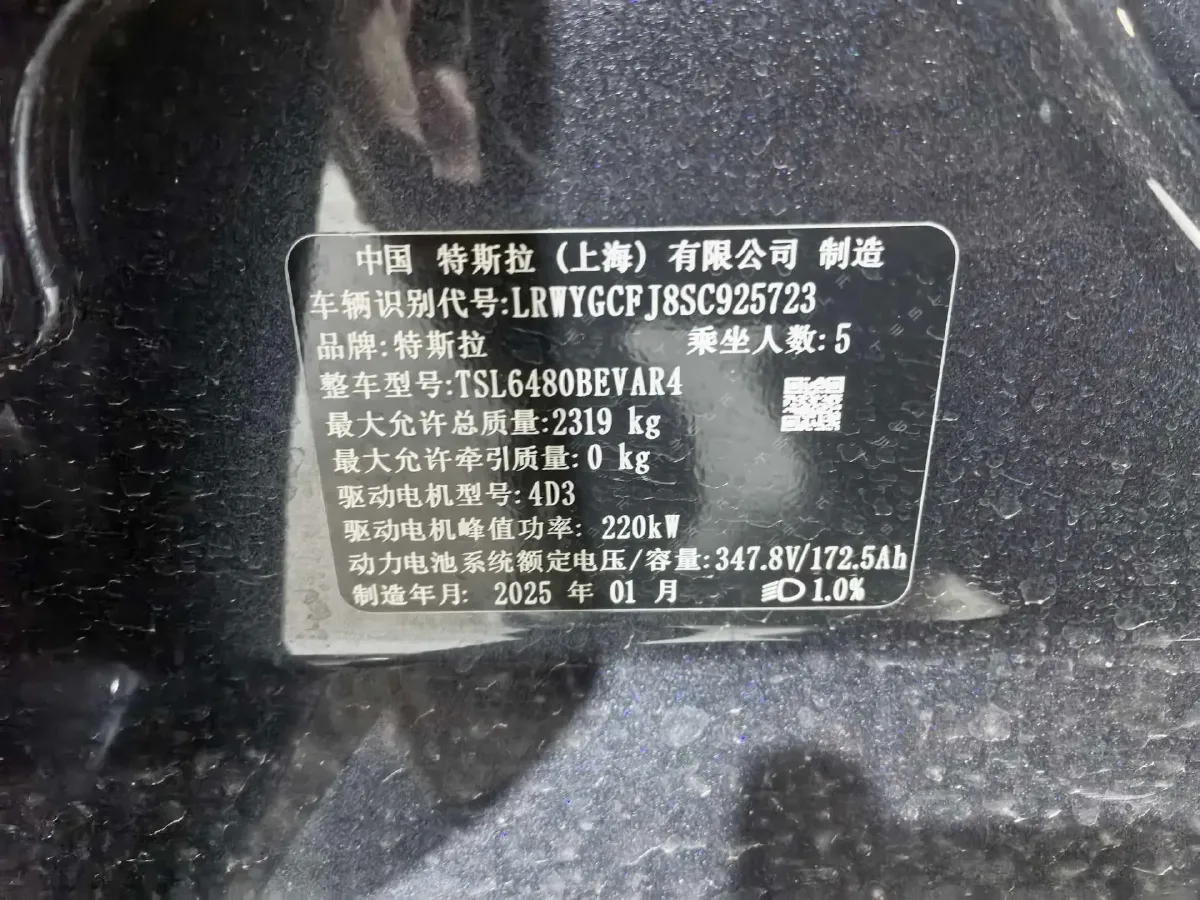 中国 特斯拉（上海）有限公司 制造
车辆识别代号:LRWYGCFJ8SC925723
品牌:特斯拉 乘坐人数:5
整车型号:TSL6480BEVAR4
最大允许总质量:2319 kg
最大允许牵引质量:0 kg
驱动电机型号:4D3
驱动电机峰值功率: 220kW
动力电池系统额定电压/容量:347.8V/172.5Ah
制造年月: 2025 年 01 月 1.0%